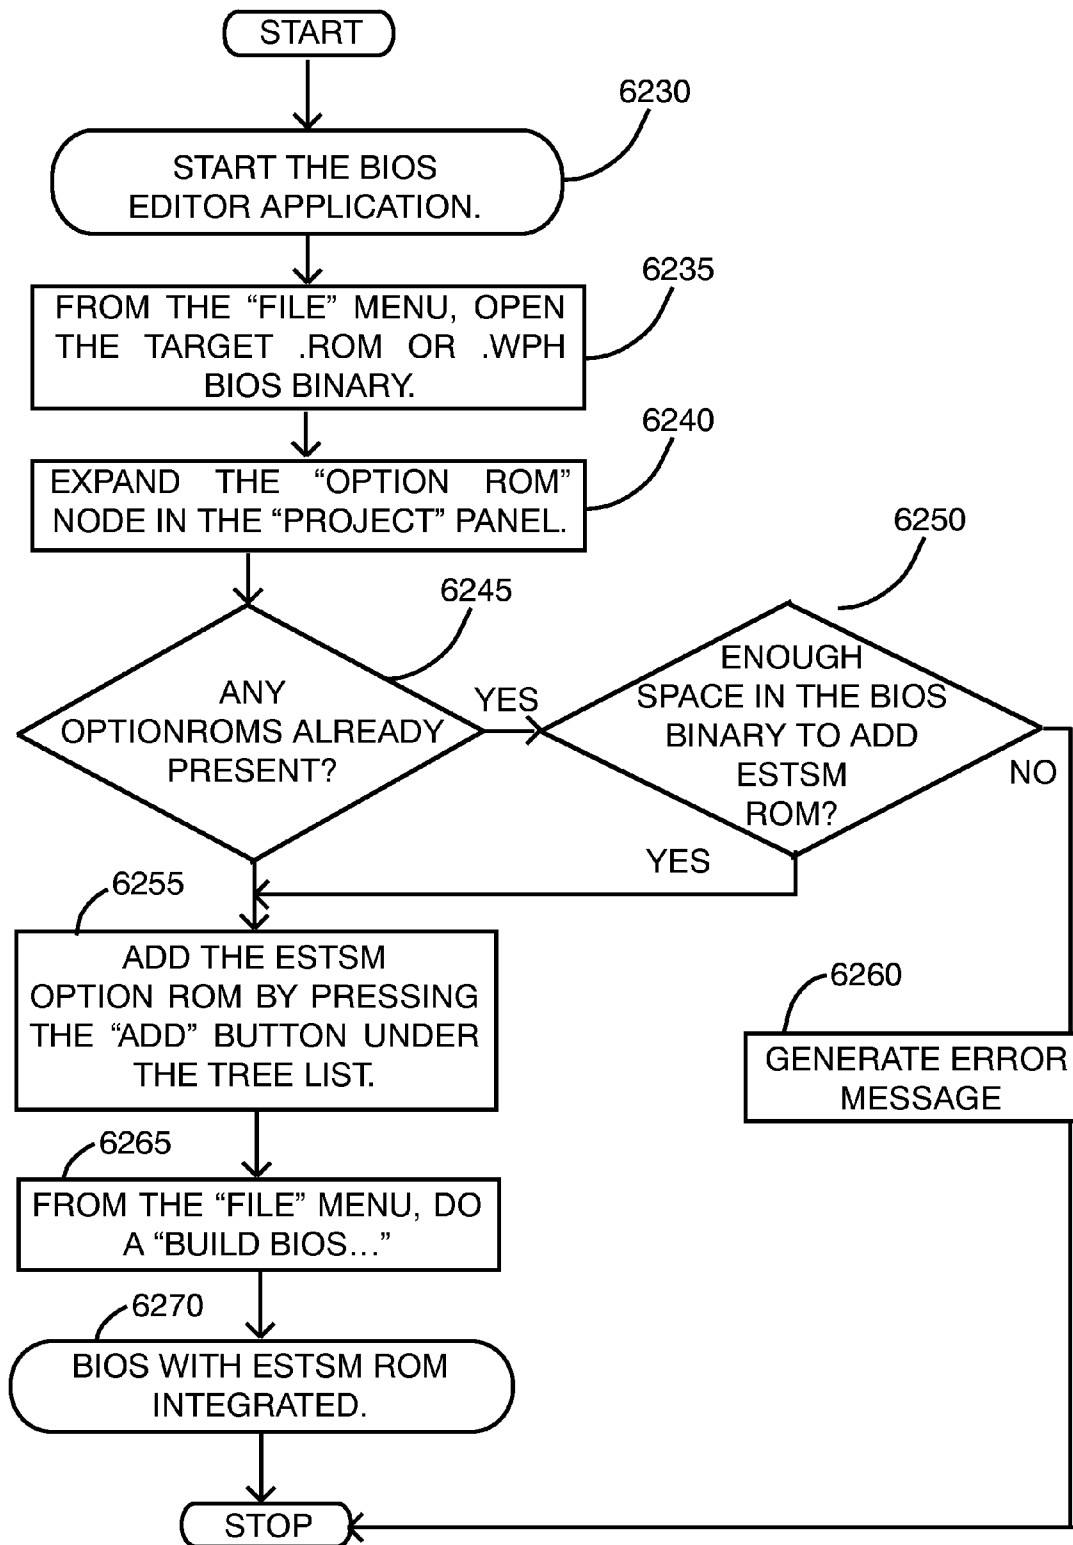 START
6230
START THE BIOS
EDITOR APPLICATION.
6235
FROM THE “FILE” MENU, OPEN
THE TARGET .ROM OR .WPH
BIOS BINARY.
6240
EXPAND THE “OPTION ROM”
NODE IN THE “PROJECT” PANEL.
6245
6250
ANY
OPTIONROMS ALREADY
PRESENT?
YES
ENOUGH
SPACE IN THE BIOS
BINARY TO ADD
ESTSM
ROM?
NO
YES
6255
ADD THE ESTSM
OPTION ROM BY PRESSING
THE “ADD” BUTTON UNDER
THE TREE LIST.
6260
GENERATE ERROR
MESSAGE
6265
FROM THE “FILE” MENU, DO
A “BUILD BIOS…”
6270
BIOS WITH ESTSM ROM
INTEGRATED.
STOP